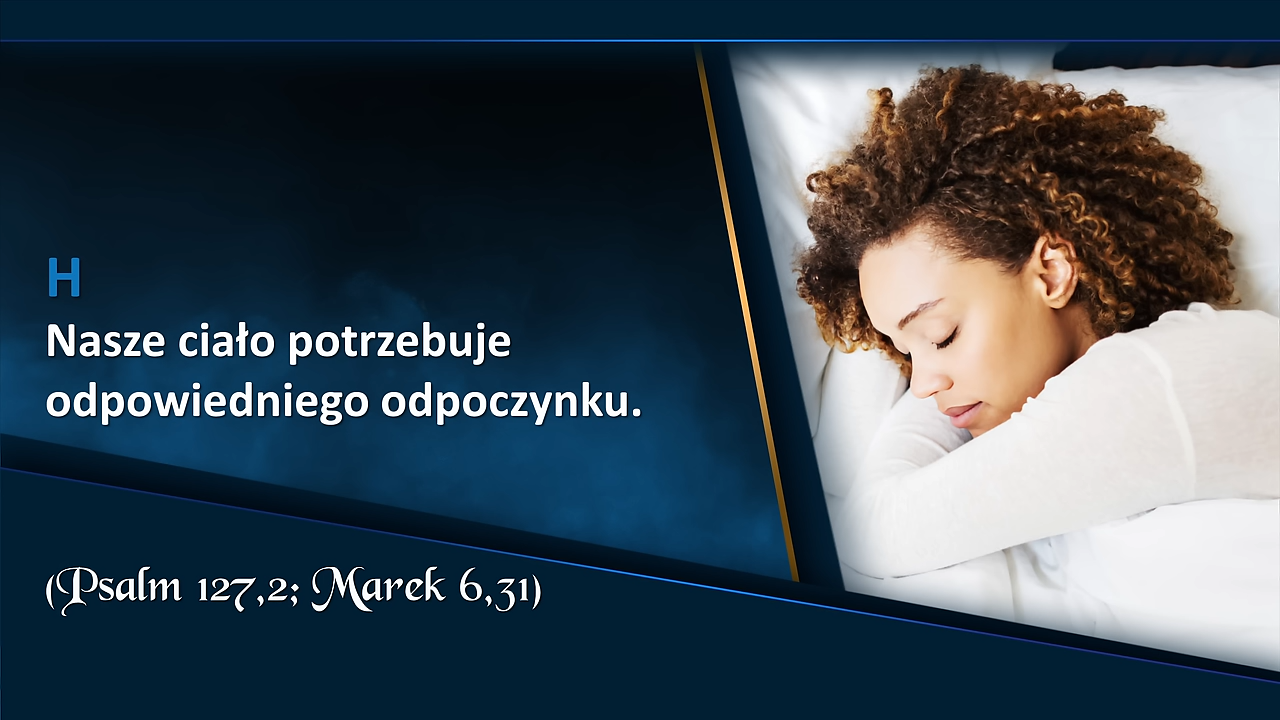 H
Nasze ciało potrzebuje
odpowiedniego odpoczynku.
(Psalm 127,2; Marek 6,31)